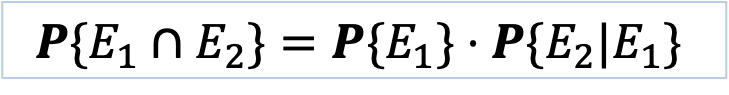 P{E₁ ∩ E₂} = P{E₁} · P{E₂|E₁}